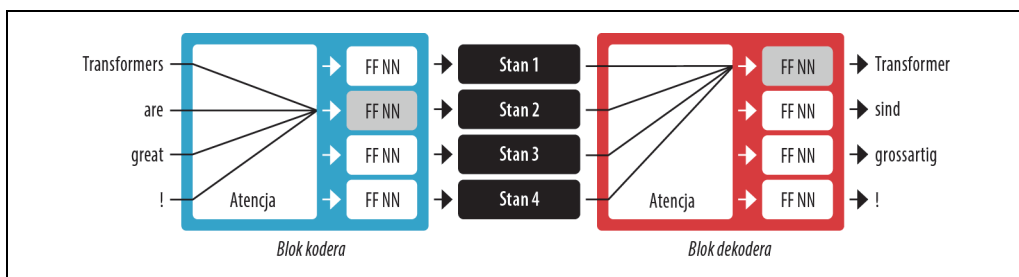 Transformers FF NN Stan 1 FF NN Transformer
are FF NN Stan 2 FF NN sind
great FF NN Stan 3 FF NN grossartig
! Atencja FF NN Stan 4 Atencja FF NN !
Blok kodera Blok dekodera